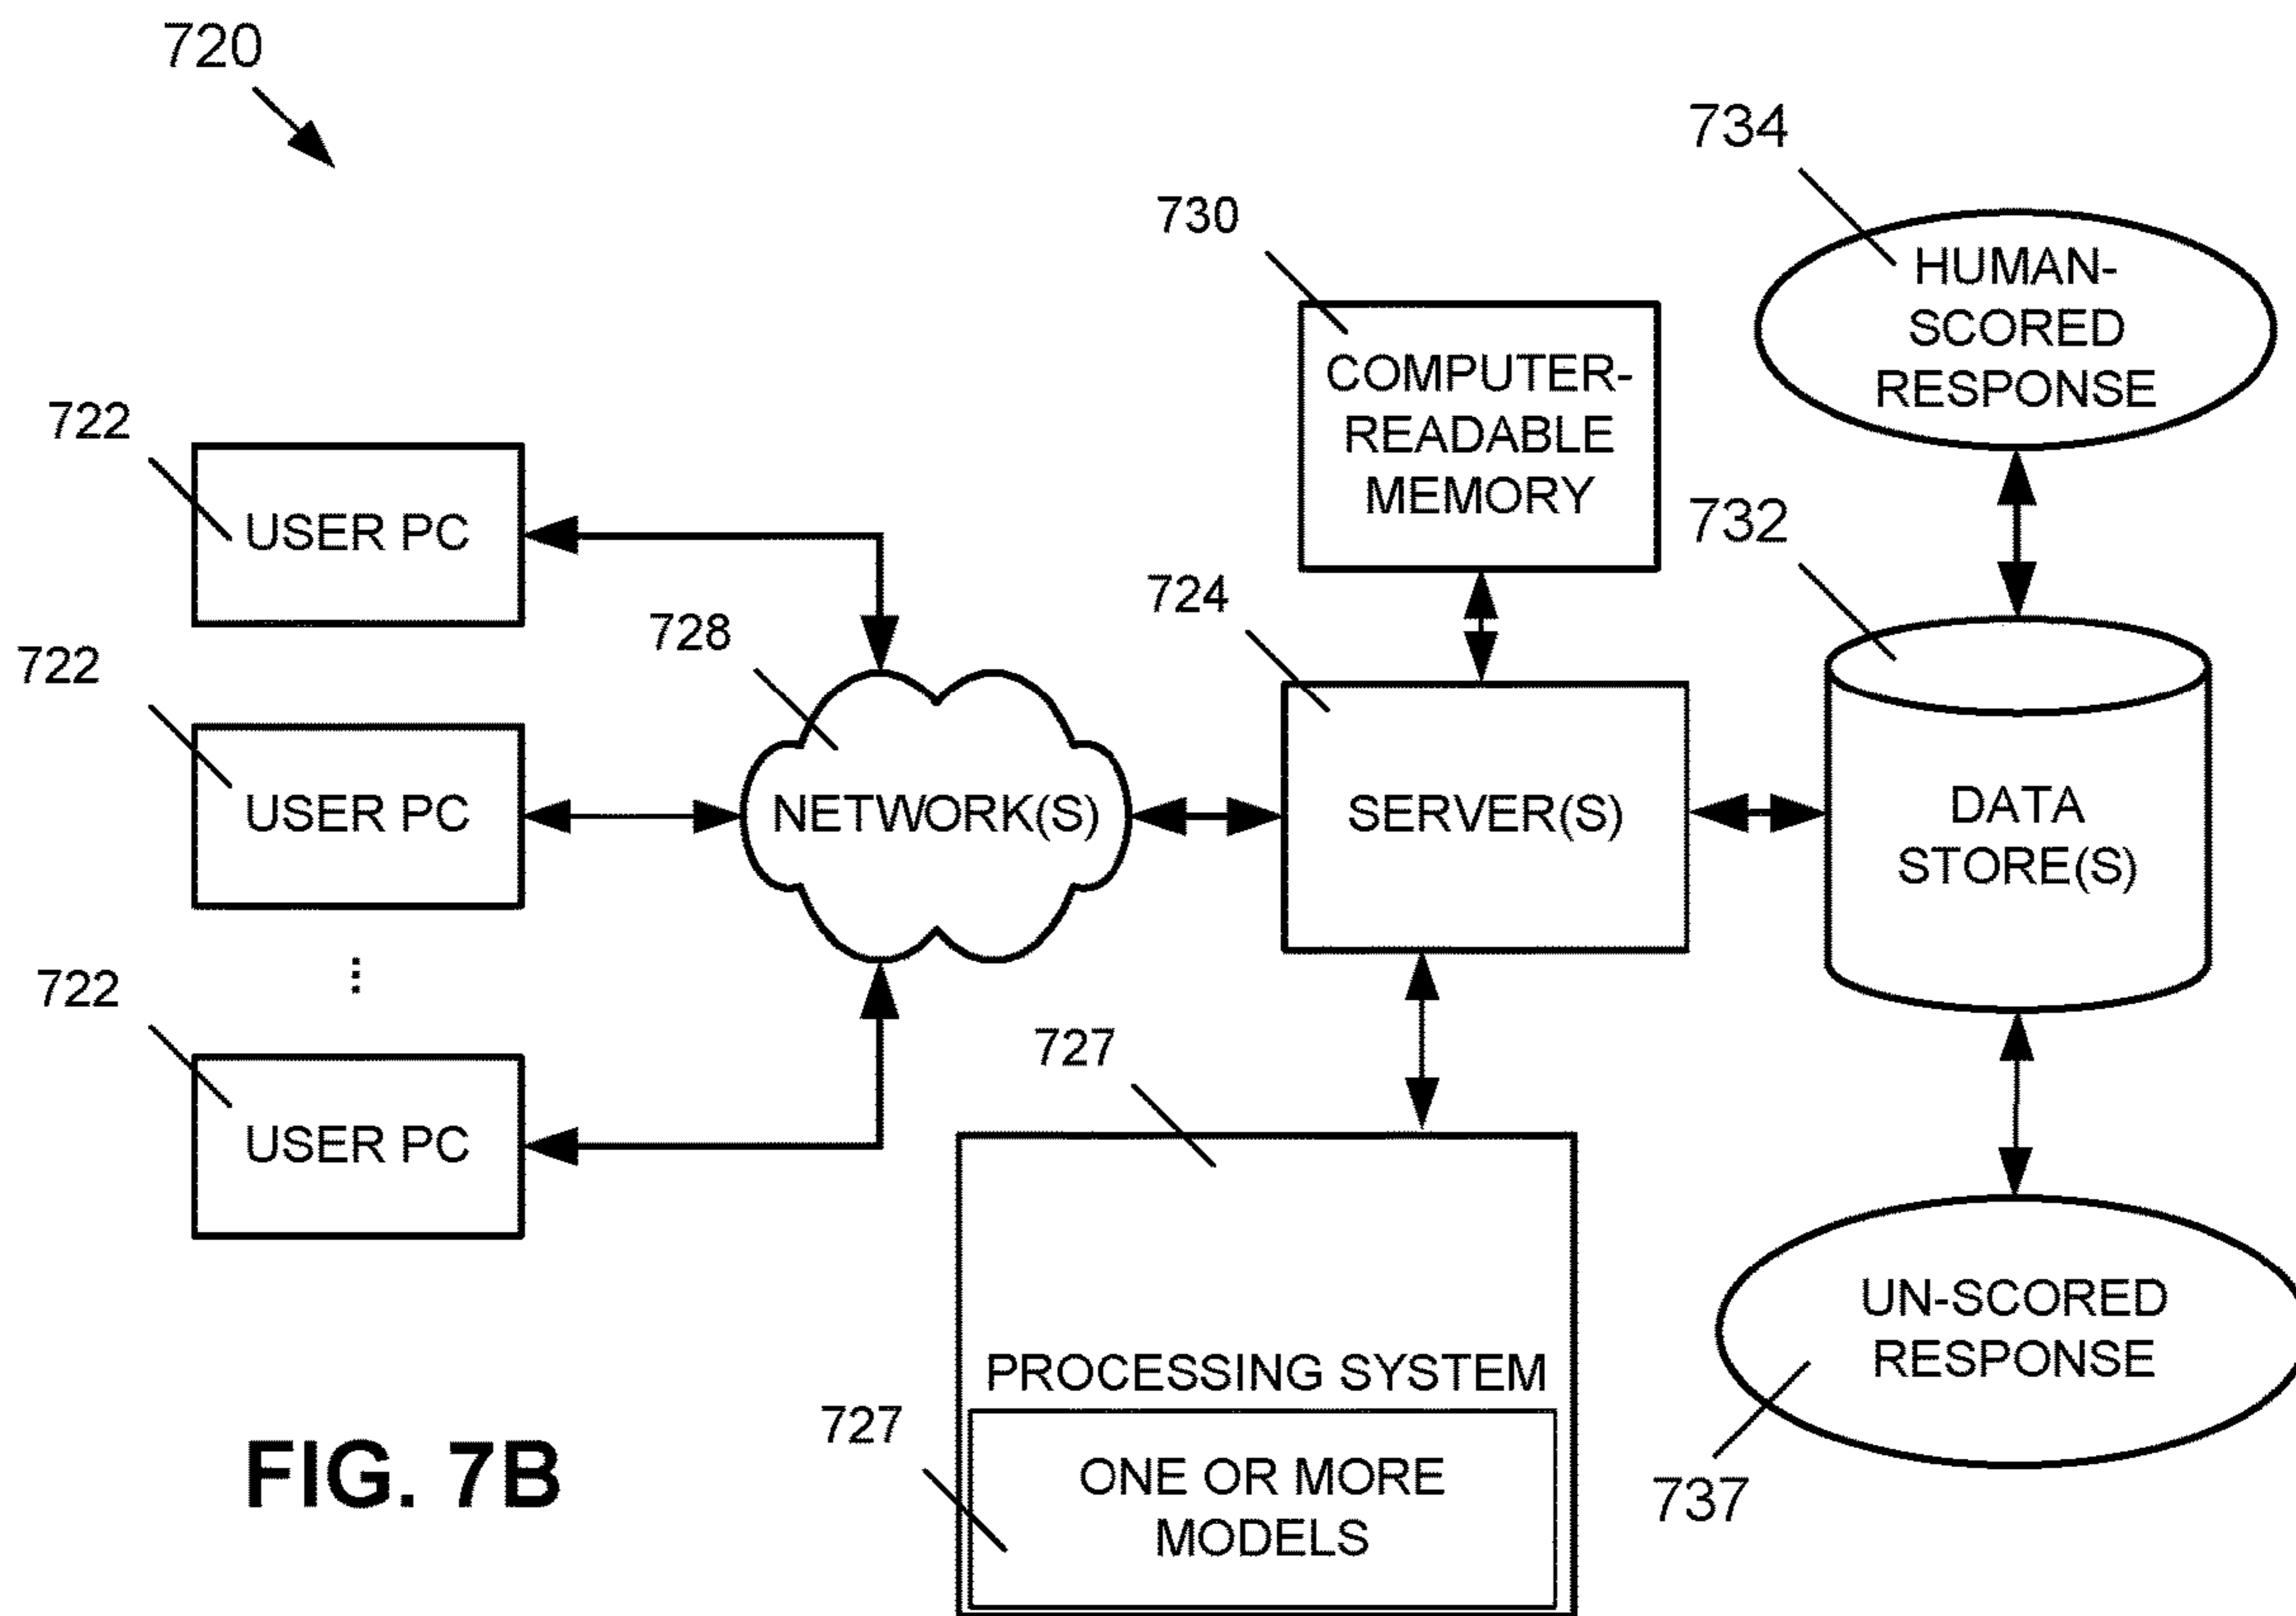 720
734
730
HUMAN-
SCORED
RESPONSE
COMPUTER-
READABLE
MEMORY
722
USER PC
732
724
728
722
USER PC
NETWORK(S)
SERVER(S)
DATA
STORE(S)
722
⋮
USER PC
727
PROCESSING SYSTEM
727
ONE OR MORE
MODELS
UN-SCORED
RESPONSE
737
FIG. 7B